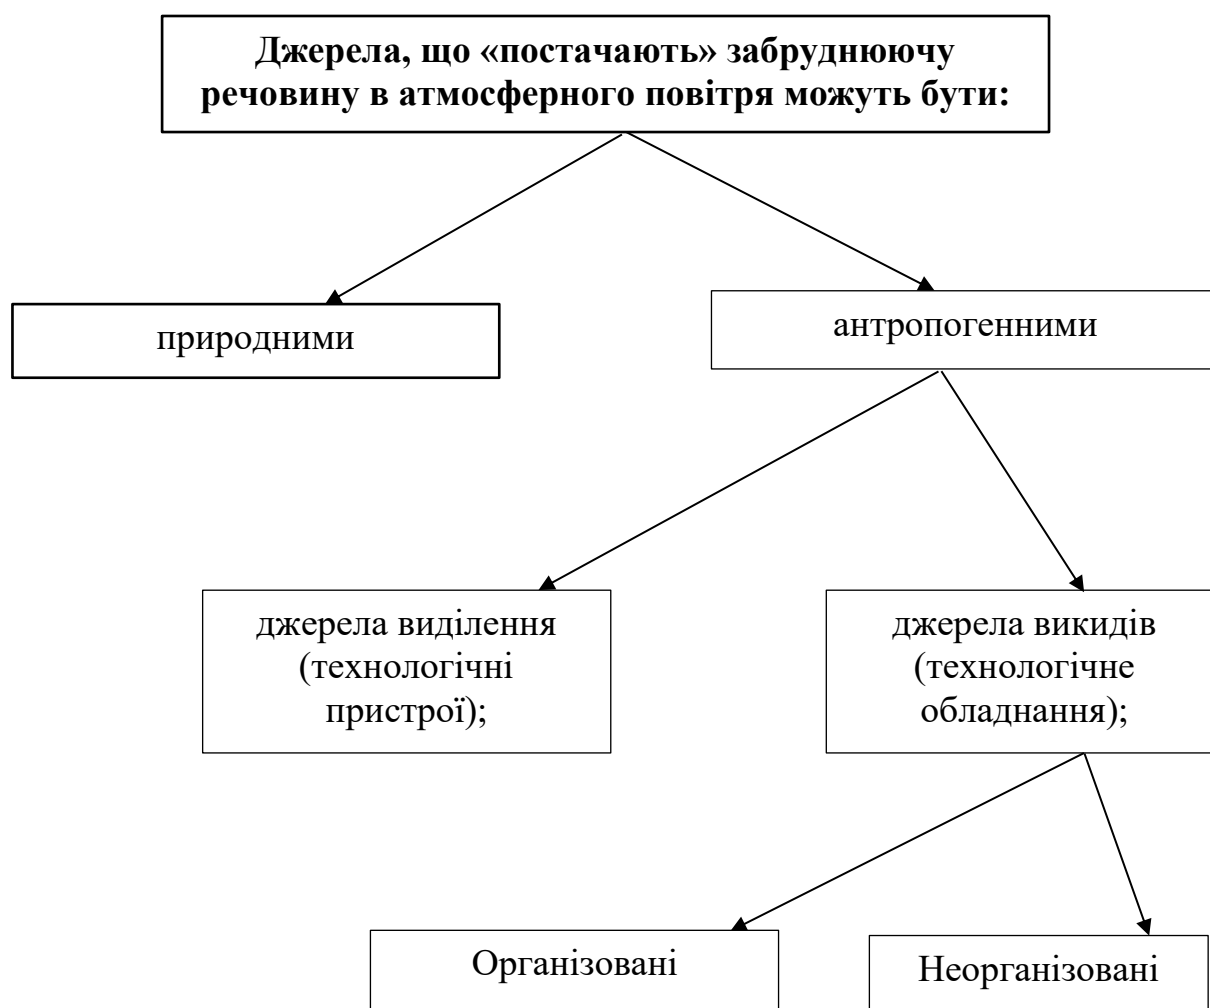 Джерела, що «постачають» забруднюючу
речовину в атмосферного повітря можуть бути:
природними
антропогенними
джерела виділення
(технологічні
пристрої);
джерела викидів
(технологічне
обладнання);
Організовані
Неорганізовані